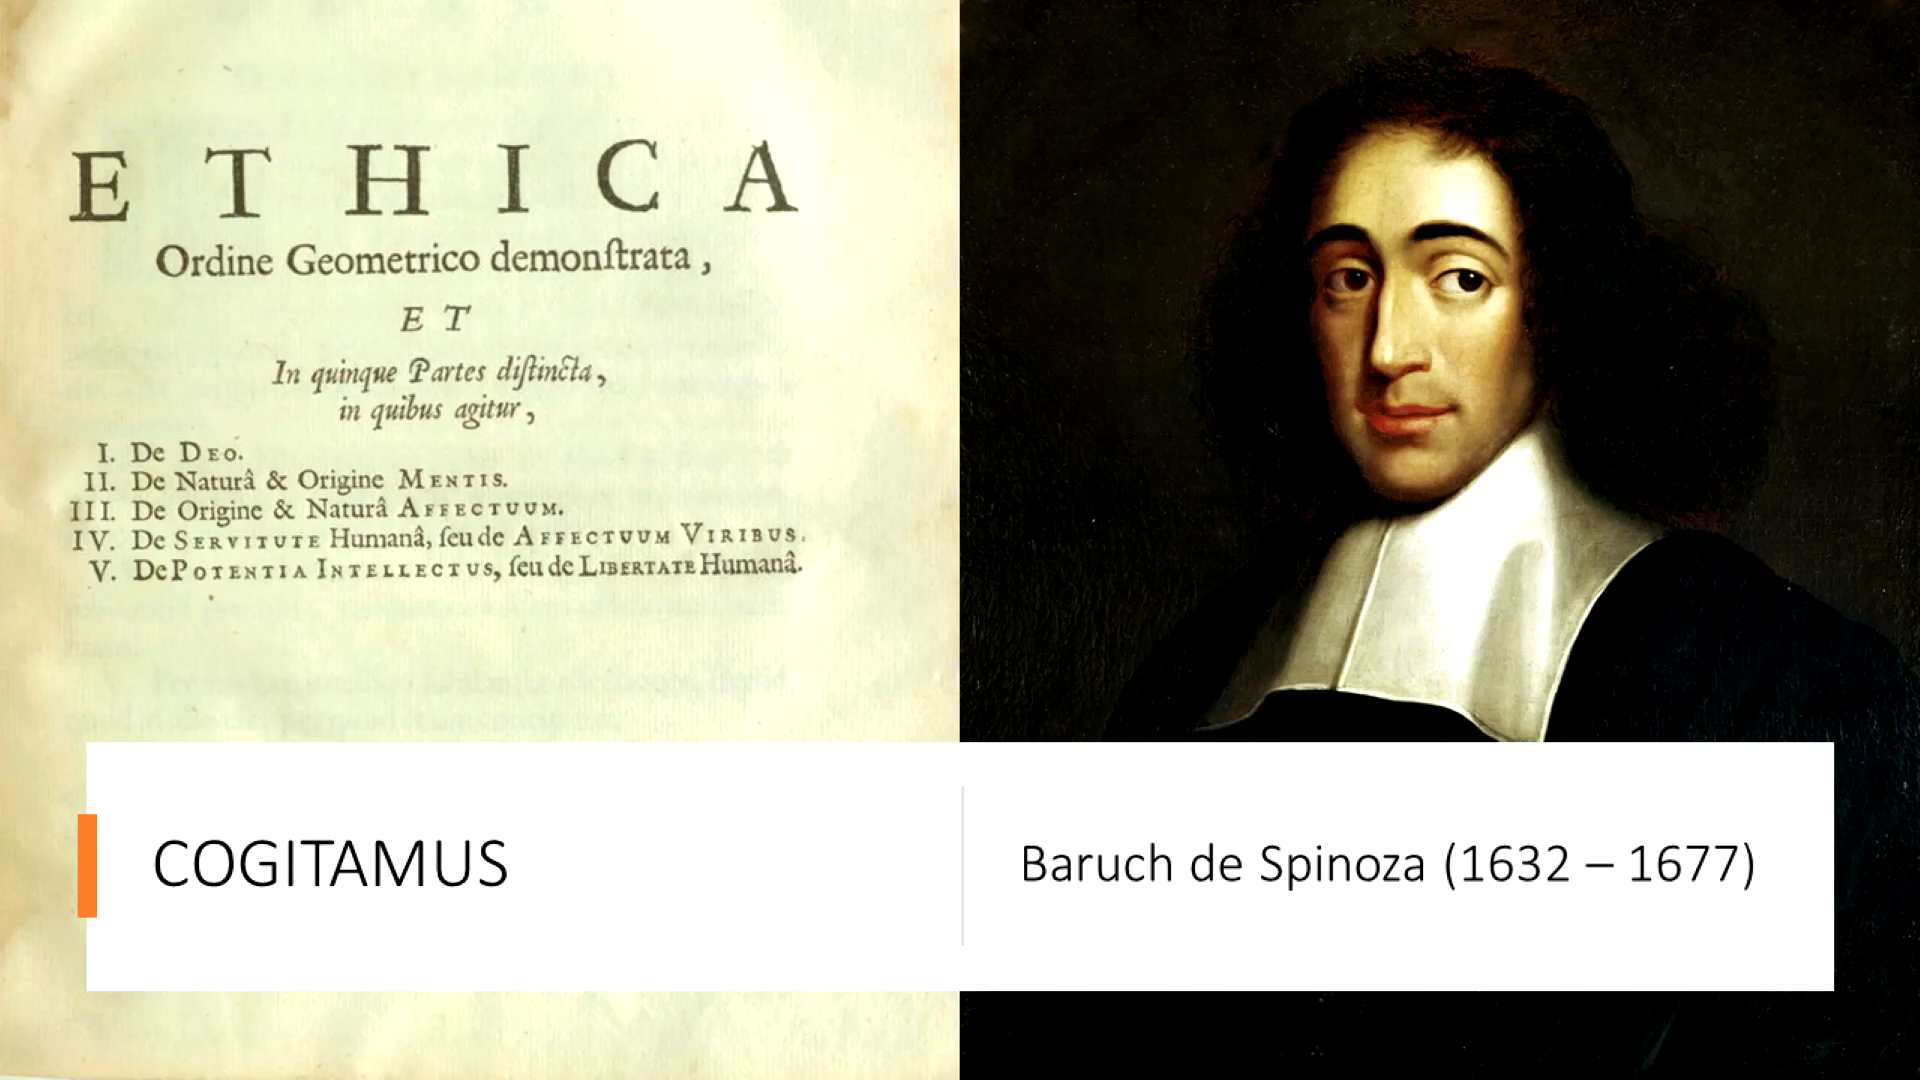 ETHICA
Ordine Geometrico demonſtrata,
ET
In quinque Partes diſtincta,
in quibus agitur,
I. De DEO.
II. De Naturâ & Origine MENTIS.
III. De Origine & Naturâ AFFECTUUM.
IV. De SERVITUTE Humanâ, ſeu de AFFECTUUM VIRIBUS.
V. De POTENTIA INTELLECTUS, ſeu de LIBERTATE Humanâ.
COGITAMUS
Baruch de Spinoza (1632 – 1677)